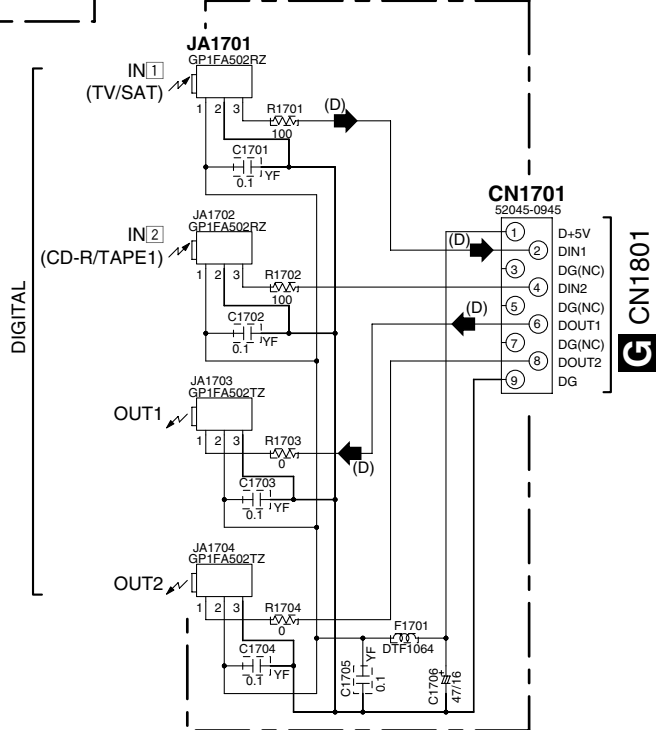 JA1701
GP1FA502RZ
IN1
(TV/SAT)
1 2 3
R1701
100
(D)
C1701
0.1
YF
JA1702
GP1FA502RZ
IN2
(CD-R/TAPE1)
1 2 3
R1702
100
C1702
0.1
YF
DIGITAL
JA1703
GP1FA502TZ
OUT1
1 2 3
R1703
0
(D)
C1703
0.1
YF
JA1704
GP1FA502TZ
OUT2
1 2 3
R1704
0
C1704
0.1
YF
F1701
DTF1064
C1705
0.1
YF
C1706
47/16
+
CN1701
52045-0945
(D)
(D)
1 D+5V
2 DIN1
3 DG(NC)
4 DIN2
5 DG(NC)
6 DOUT1
7 DG(NC)
8 DOUT2
9 DG
G CN1801